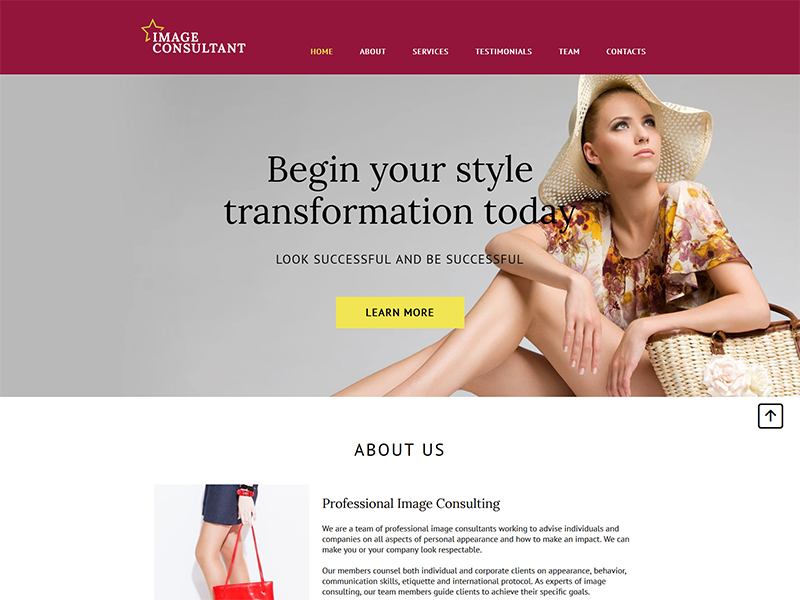 IMAGE
CONSULTANT
HOME ABOUT SERVICES TESTIMONIALS TEAM CONTACTS
Begin your style
transformation today
LOOK SUCCESSFUL AND BE SUCCESSFUL
LEARN MORE
ABOUT US
Professional Image Consulting
We are a team of professional image consultants working to advise individuals and
companies on all aspects of personal appearance and how to make an impact. We can
make you or your company look respectable.
Our members counsel both individual and corporate clients on appearance, behavior,
communication skills, etiquette and international protocol. As experts of image
consulting, our team members guide clients to achieve their specific goals.